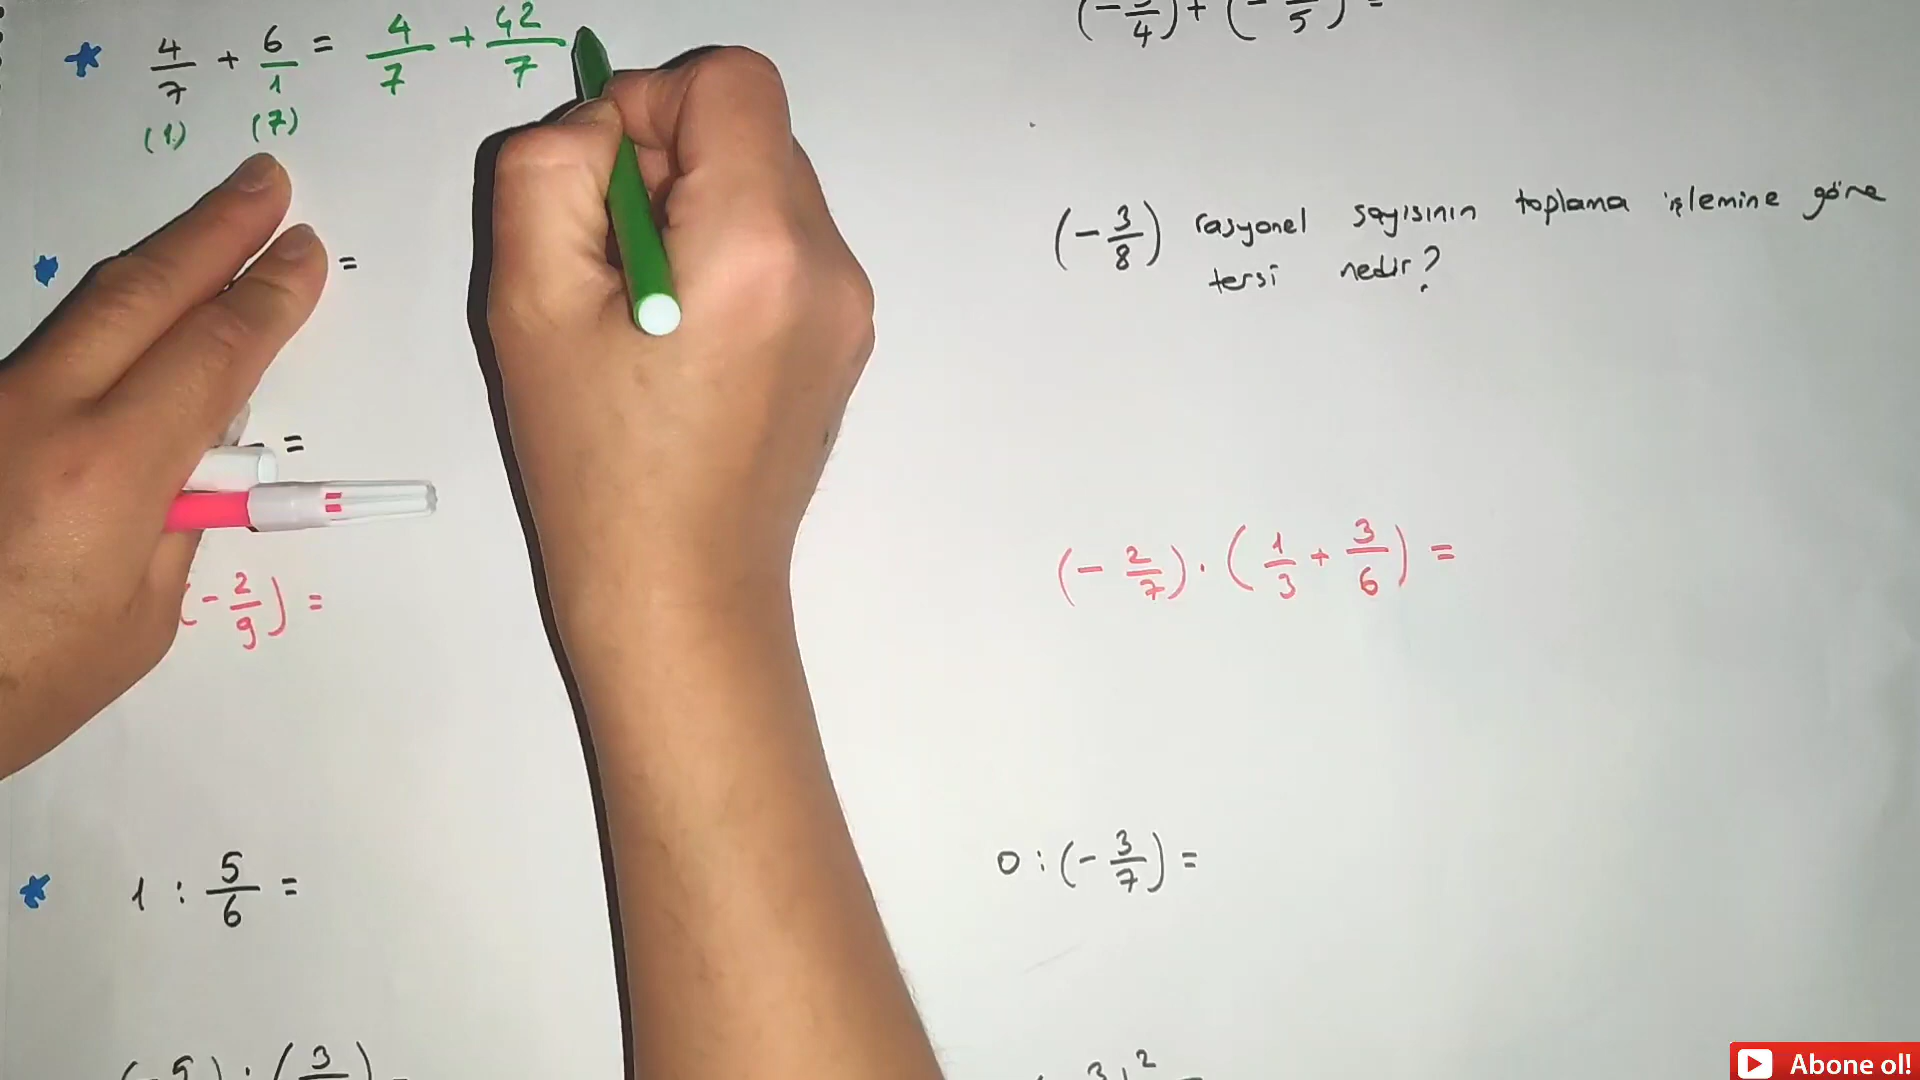 4/7 + 6/1 = 4/7 + 42/7
(1) (7)
=
=
(-2/9) =
1 : 5/6 =
(-3/8) rasyonel sayısının toplama işlemine göre
tersi nedir?
(-2/7) . (1/3 + 3/6) =
0 : (-3/7) =
Abone ol!